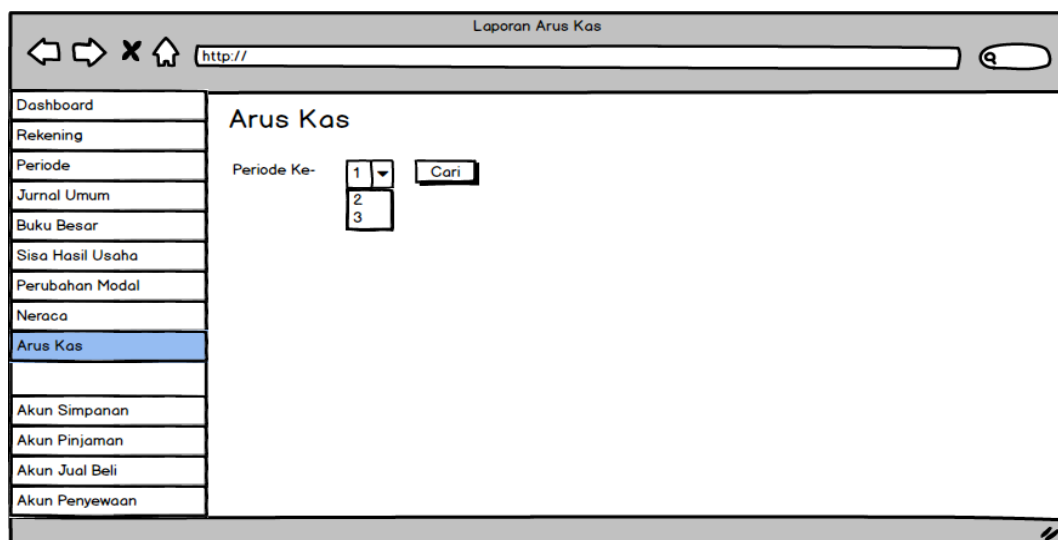 Laporan Arus Kas
http://
Dashboard
Rekening
Periode
Jurnal Umum
Buku Besar
Sisa Hasil Usaha
Perubahan Modal
Neraca
Arus Kas
Akun Simpanan
Akun Pinjaman
Akun Jual Beli
Akun Penyewaan
Arus Kas
Periode Ke- 1 Cari
2
3